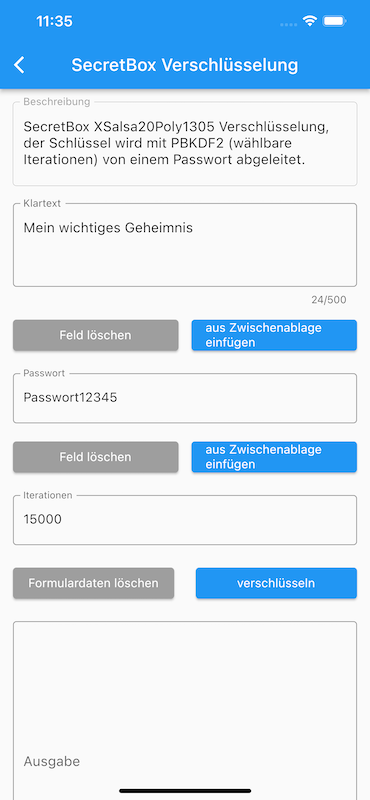 11:35
SecretBox Verschlüsselung
Beschreibung
SecretBox XSalsa20Poly1305 Verschlüsselung,
der Schlüssel wird mit PBKDF2 (wählbare
Iterationen) von einem Passwort abgeleitet.
Klartext
Mein wichtiges Geheimnis
24/500
Feld löschen
aus Zwischenablage
einfügen
Passwort
Passwort12345
Feld löschen
aus Zwischenablage
einfügen
Iterationen
15000
Formulardaten löschen
verschlüsseln
Ausgabe